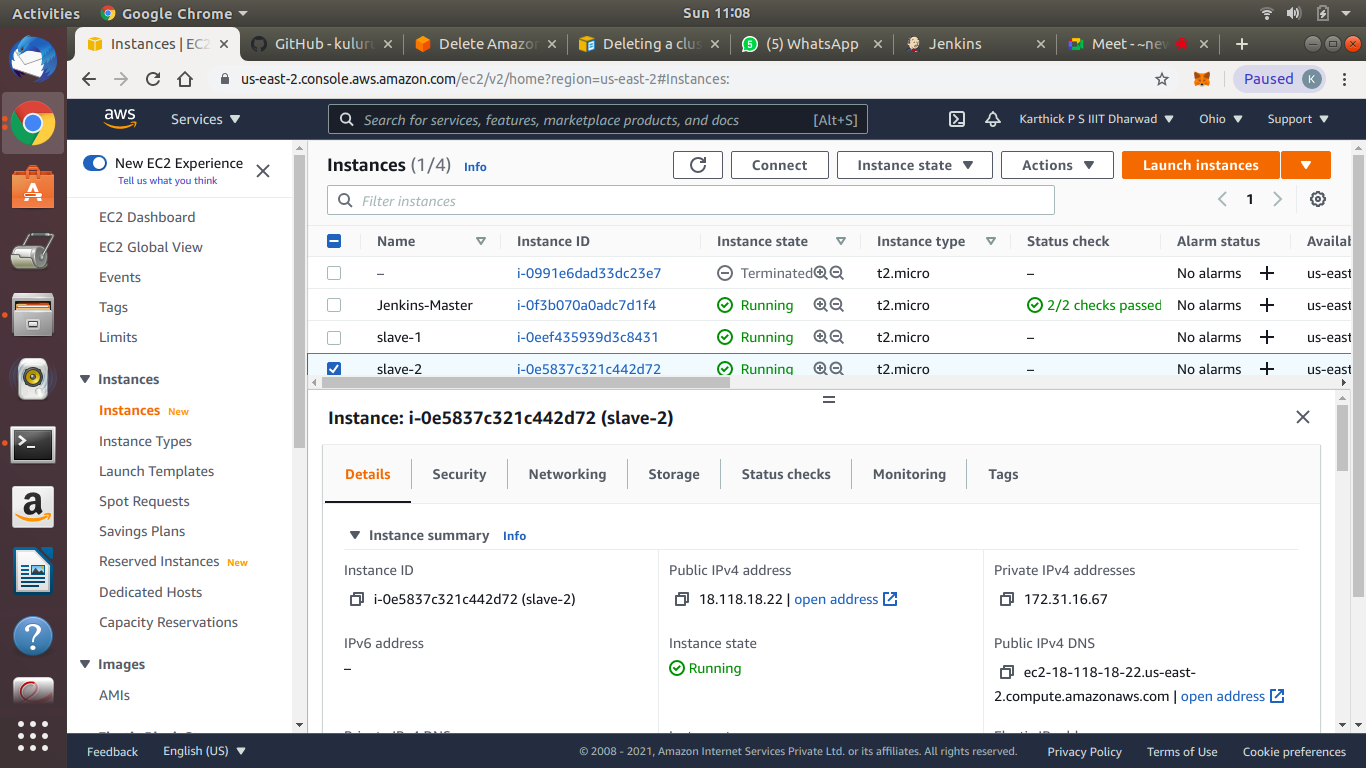 Activities Google Chrome Sun 11:08
Instances | EC2 GitHub - kulur Delete Amazon Deleting a clus (5) WhatsApp Jenkins Meet - ~new
us-east-2.console.aws.amazon.com/ec2/v2/home?region=us-east-2#Instances: Paused K
aws Services Search for services, features, marketplace products, and docs [Alt+S] Karthick P S IIIT Dharwad Ohio Support
New EC2 Experience
Tell us what you think
EC2 Dashboard
EC2 Global View
Events
Tags
Limits
Instances
Instances New
Instance Types
Launch Templates
Spot Requests
Savings Plans
Reserved Instances New
Dedicated Hosts
Capacity Reservations
Images
AMIs
Instances (1/4) Info Connect Instance state Actions Launch instances
Filter instances 1
Name Instance ID Instance state Instance type Status check Alarm status Availa
– i-0991e6dad33dc23e7 Terminated t2.micro – No alarms + us-east
Jenkins-Master i-0f3b070a0adc7d1f4 Running t2.micro 2/2 checks passed No alarms + us-east
slave-1 i-0eef435939d3c8431 Running t2.micro – No alarms + us-east
slave-2 i-0e5837c321c442d72 Running t2.micro – No alarms + us-east
Instance: i-0e5837c321c442d72 (slave-2)
Details Security Networking Storage Status checks Monitoring Tags
Instance summary Info
Instance ID
i-0e5837c321c442d72 (slave-2)
Public IPv4 address
18.118.18.22 | open address
Private IPv4 addresses
172.31.16.67
IPv6 address
–
Instance state
Running
Public IPv4 DNS
ec2-18-118-18-22.us-east-
2.compute.amazonaws.com | open address
Feedback English (US) © 2008 - 2021, Amazon Internet Services Private Ltd. or its affiliates. All rights reserved. Privacy Policy Terms of Use Cookie preferences